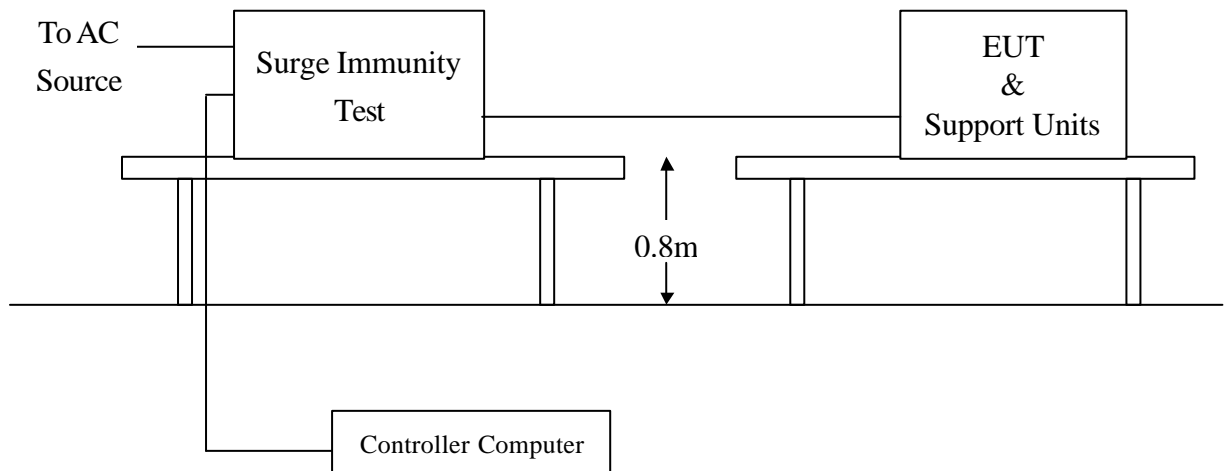 To AC
Source
Surge Immunity
Test
EUT
&
Support Units
0.8m
Controller Computer